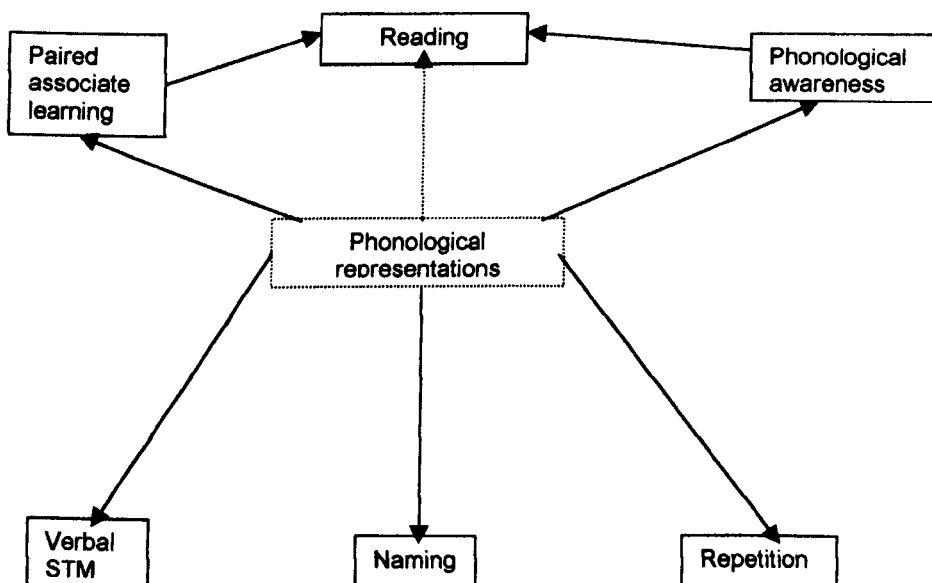 Reading
Paired
associate
learning
Phonological
awareness
Phonological
representations
Verbal
STM
Naming
Repetition